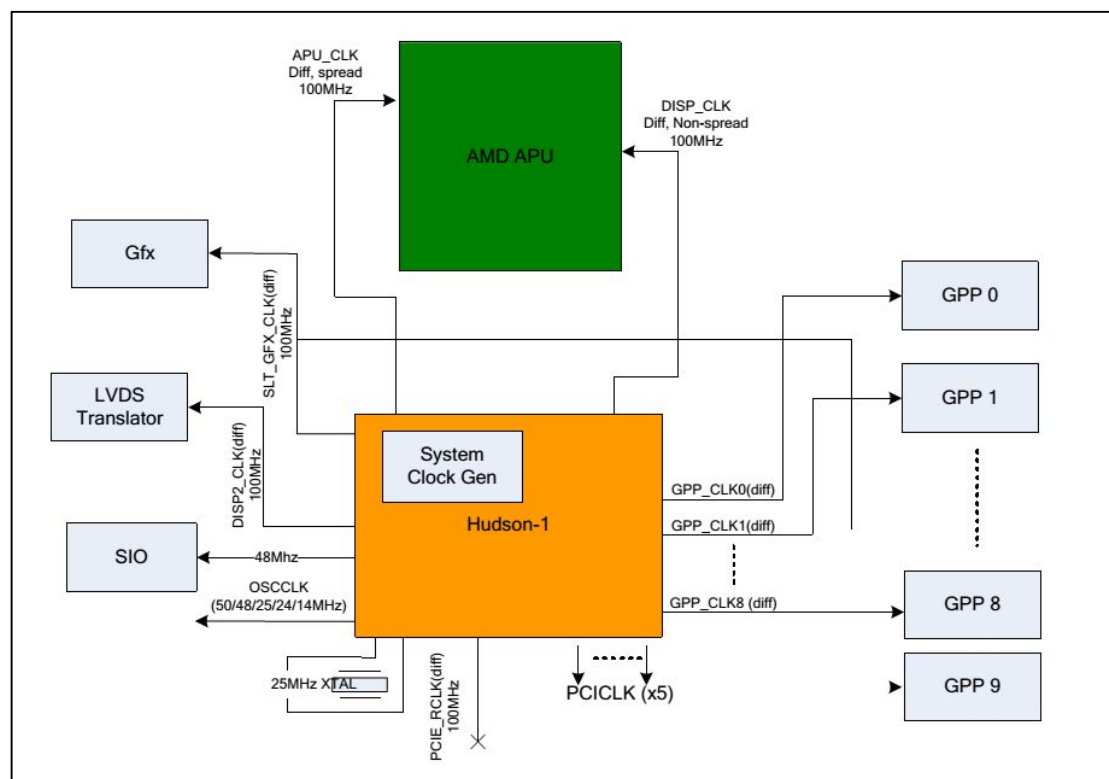 APU_CLK
Diff, spread
100MHz
DISP_CLK
Diff, Non-spread
100MHz
AMD APU
Gfx
SLT_GFX_CLK(diff)
100MHz
GPP 0
LVDS
Translator
GPP 1
DISP2_CLK(diff)
100MHz
System
Clock Gen
Hudson-1
GPP_CLK0(diff)
GPP_CLK1(diff)
SIO
48Mhz
OSCCLK
(50/48/25/24/14MHz)
GPP_CLK8 (diff)
GPP 8
25MHz XTAL
PCIE_RCLK(diff)
100MHz
PCICLK (x5)
GPP 9